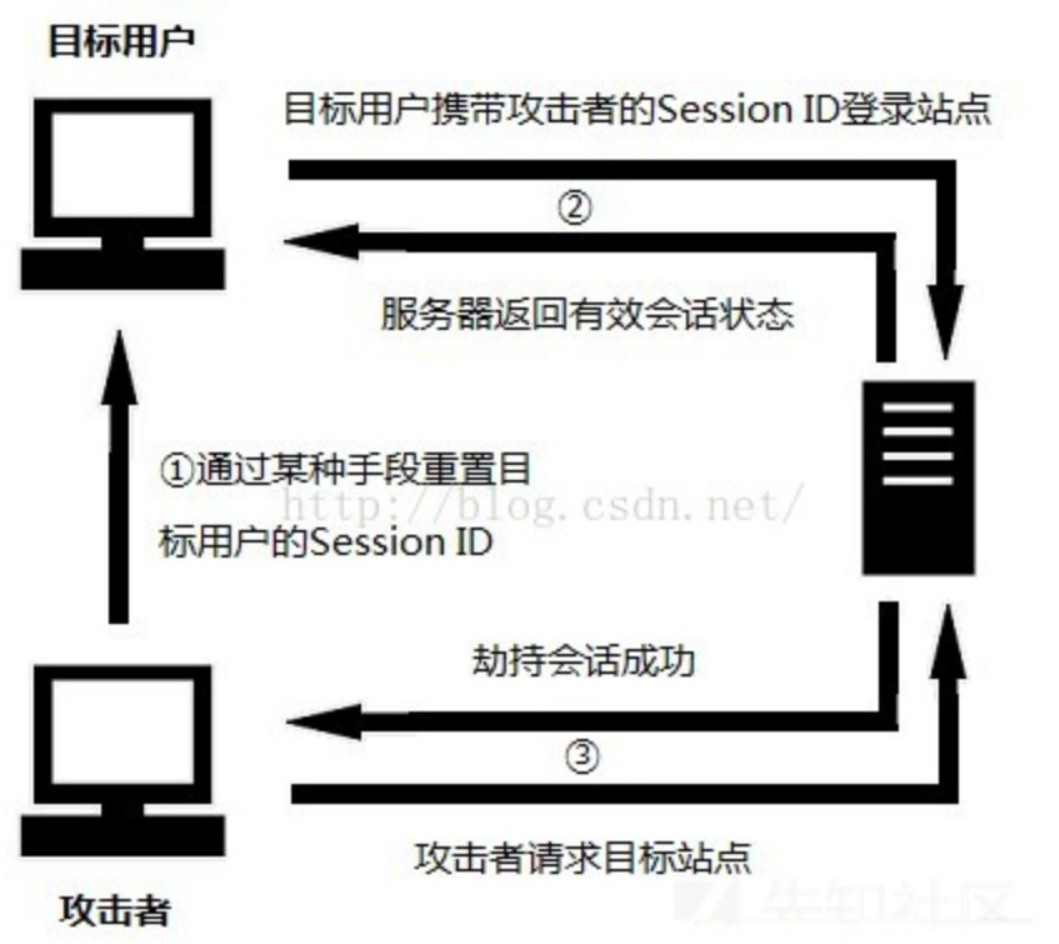 目标用户
目标用户携带攻击者的Session ID登录站点
②
服务器返回有效会话状态
①通过某种手段重置目
http://blog.csdn.net/
标用户的Session ID
劫持会话成功
③
攻击者请求目标站点
攻击者
先知社区